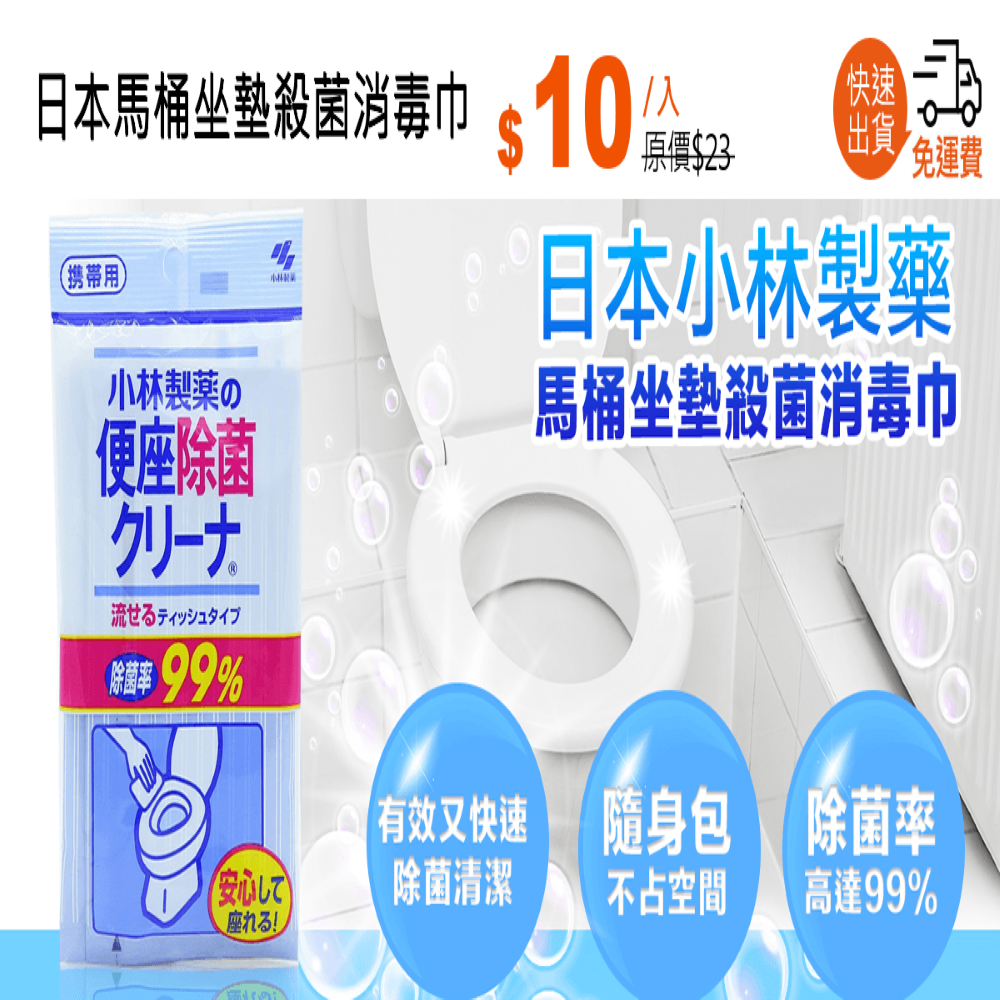 日本馬桶坐墊殺菌消毒巾
$10/入
原價$23
快速
出貨
免運費
日本小林製藥
馬桶坐墊殺菌消毒巾
携帯用
小林製薬
小林製薬の
便座除菌
クリーナ®
流せるティッシュタイプ
除菌率99%
安心して
座れる!
有效又快速
除菌清潔
隨身包
不占空間
除菌率
高達99%